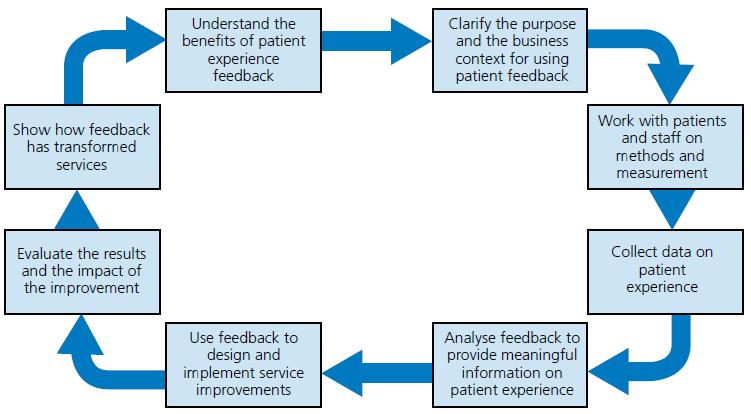 Understand the
benefits of patient
experience
feedback
Clarify the purpose
and the business
context for using
patient feedback
Work with patients
and staff on
methods and
measurement
Collect data on
patient
experience
Analyse feedback to
provide meaningful
information on
patient experience
Use feedback to
design and
implement service
improvements
Evaluate the results
and the impact of
the improvement
Show how feedback
has transformed
services